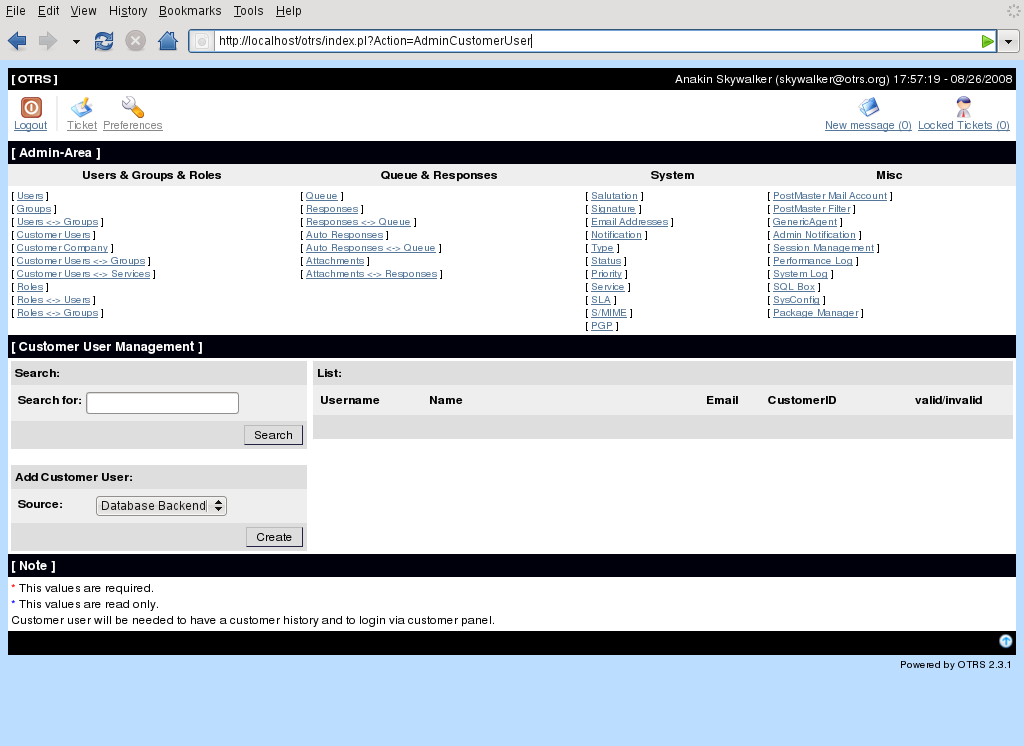 File Edit View History Bookmarks Tools Help
http://localhost/otrs/index.pl?Action=AdminCustomerUser
[ OTRS ] Anakin Skywalker (skywalker@otrs.org) 17:57:19 - 08/26/2008
Logout Ticket Preferences New message (0) Locked Tickets (0)
[ Admin-Area ]
Users & Groups & Roles Queue & Responses System Misc
[ Users ] [ Queue ] [ Salutation ] [ PostMaster Mail Account ]
[ Groups ] [ Responses ] [ Signature ] [ PostMaster Filter ]
[ Users <-> Groups ] [ Responses <-> Queue ] [ Email Addresses ] [ GenericAgent ]
[ Customer Users ] [ Auto Responses ] [ Notification ] [ Admin Notification ]
[ Customer Company ] [ Auto Responses <-> Queue ] [ Type ] [ Session Management ]
[ Customer Users <-> Groups ] [ Attachments ] [ Status ] [ Performance Log ]
[ Customer Users <-> Services ] [ Attachments <-> Responses ] [ Priority ] [ System Log ]
[ Roles ] [ Service ] [ SQL Box ]
[ Roles <-> Users ] [ SLA ] [ SysConfig ]
[ Roles <-> Groups ] [ S/MIME ] [ Package Manager ]
[ PGP ]
[ Customer User Management ]
Search: List:
Search for: Username Name Email CustomerID valid/invalid
Search
Add Customer User:
Source: Database Backend
Create
[ Note ]
* This values are required.
* This values are read only.
Customer user will be needed to have a customer history and to login via customer panel.
Powered by OTRS 2.3.1